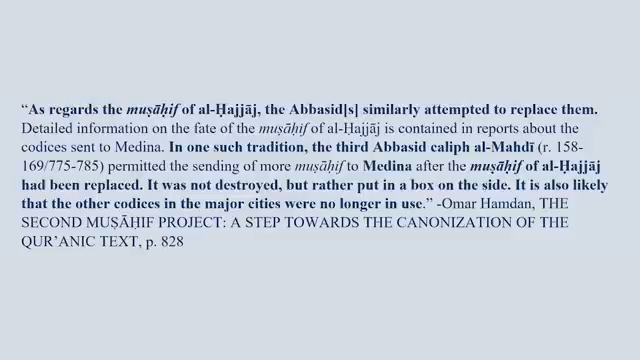 “As regards the muṣāḥif of al-Ḥajjāj, the Abbasid[s] similarly attempted to replace them.
Detailed information on the fate of the muṣāḥif of al-Ḥajjāj is contained in reports about the
codices sent to Medina. In one such tradition, the third Abbasid caliph al-Mahdī (r. 158-
169/775-785) permitted the sending of more muṣāḥif to Medina after the muṣāḥif of al-Ḥajjāj
had been replaced. It was not destroyed, but rather put in a box on the side. It is also likely
that the other codices in the major cities were no longer in use.” -Omar Hamdan, THE
SECOND MUṢĀḤIF PROJECT: A STEP TOWARDS THE CANONIZATION OF THE
QUR’ANIC TEXT, p. 828